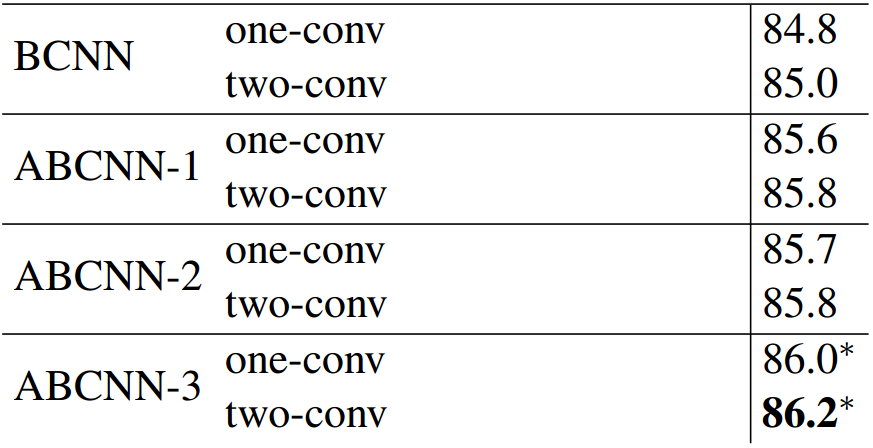 BCNN one-conv 84.8
two-conv 85.0
ABCNN-1 one-conv 85.6
two-conv 85.8
ABCNN-2 one-conv 85.7
two-conv 85.8
ABCNN-3 one-conv 86.0*
two-conv 86.2*